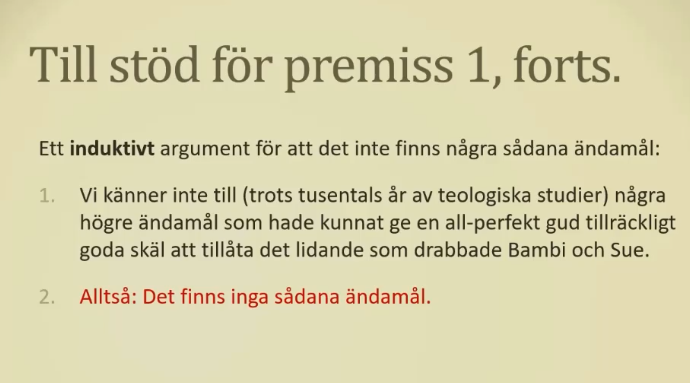 Till stöd för premiss 1, forts.
Ett induktivt argument för att det inte finns några sådana ändamål:
1. Vi känner inte till (trots tusentals år av teologiska studier) några
högre ändamål som hade kunnat ge en all-perfekt gud tillräckligt
goda skäl att tillåta det lidande som drabbade Bambi och Sue.
2. Alltså: Det finns inga sådana ändamål.